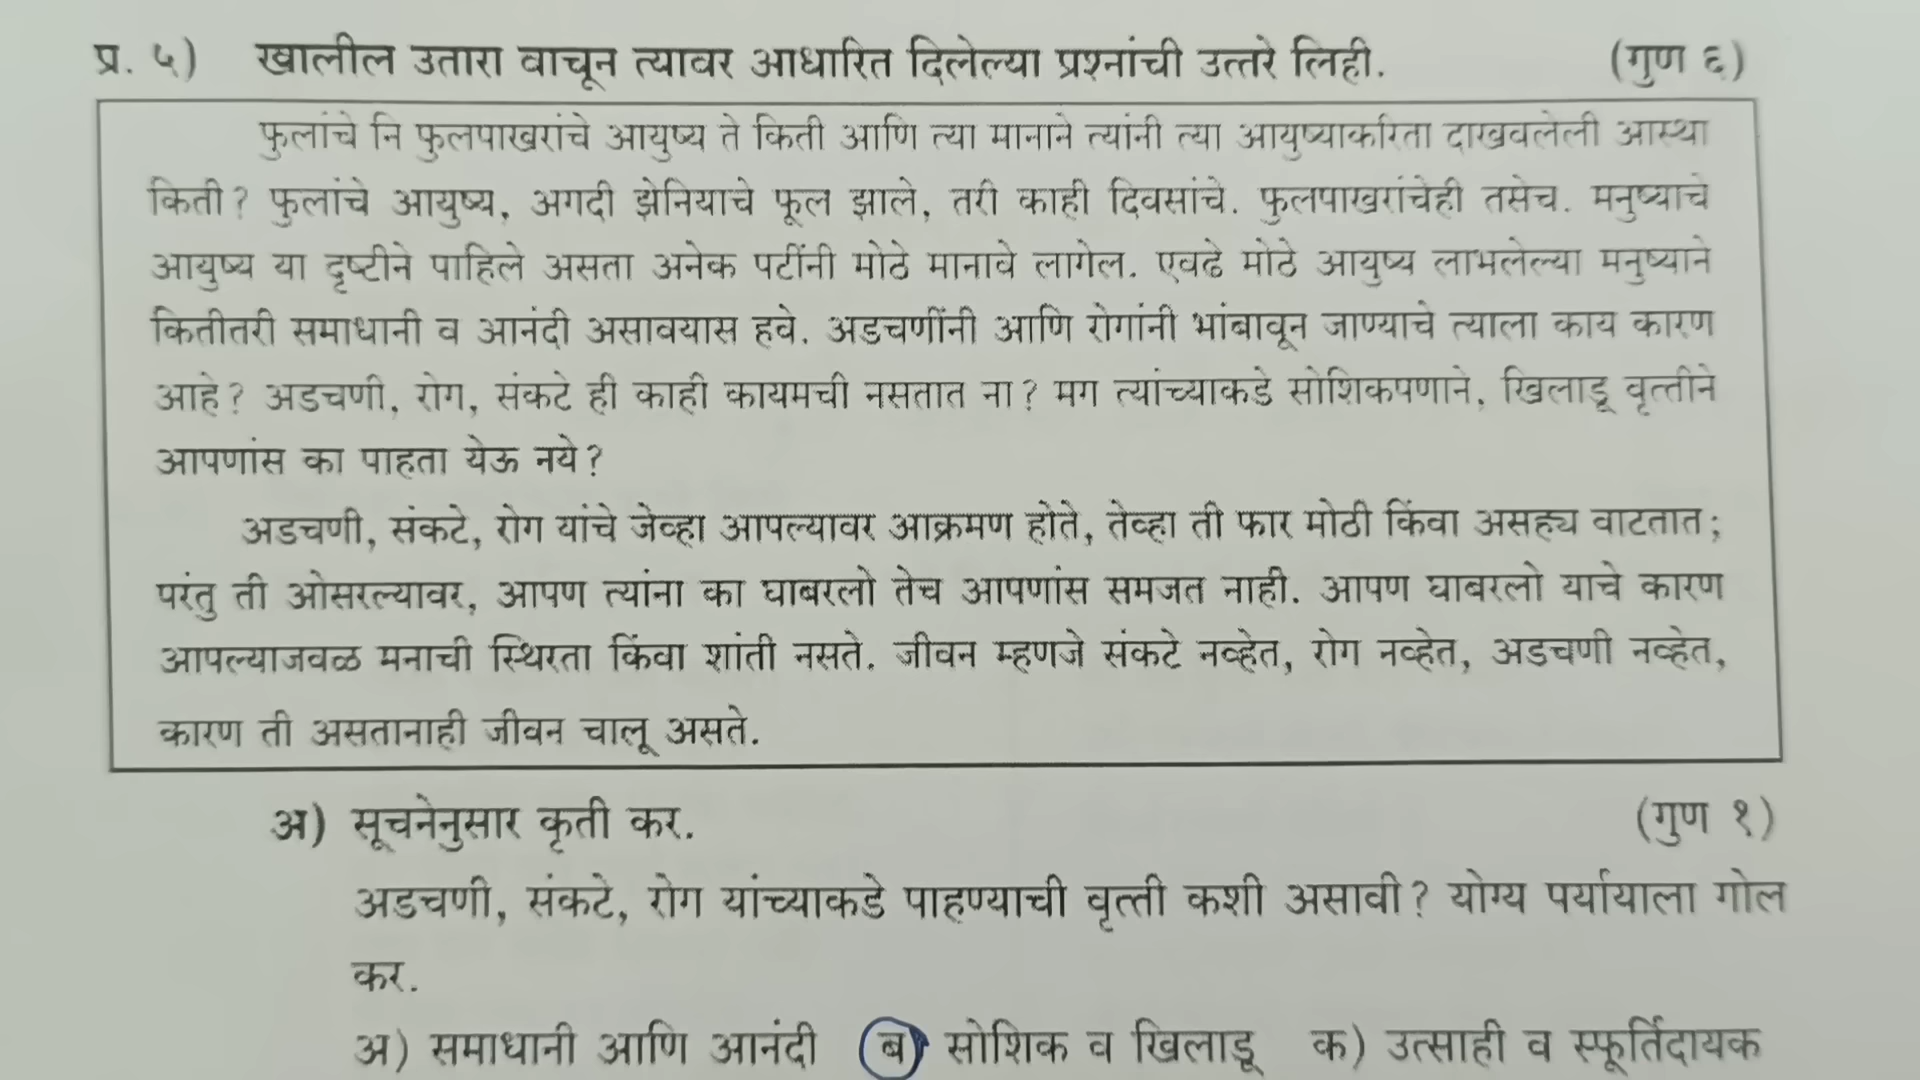 प्र. ५) खालील उतारा वाचून त्यावर आधारित दिलेल्या प्रश्नांची उत्तरे लिही. (गुण ६)
फुलांचे नि फुलपाखरांचे आयुष्य ते किती आणि त्या मानाने त्यांनी त्या आयुष्याकरिता दाखवलेली आस्था
किती? फुलांचे आयुष्य, अगदी झेनियाचे फूल झाले, तरी काही दिवसांचे. फुलपाखरांचेही तसेच. मनुष्याचे
आयुष्य या दृष्टीने पाहिले असता अनेक पटींनी मोठे मानावे लागेल. एवढे मोठे आयुष्य लाभलेल्या मनुष्याने
कितीतरी समाधानी व आनंदी असावयास हवे. अडचणींनी आणि रोगांनी भांबावून जाण्याचे त्याला काय कारण
आहे? अडचणी, रोग, संकटे ही काही कायमची नसतात ना? मग त्यांच्याकडे सोशिकपणाने, खिलाडू वृत्तीने
आपणांस का पाहता येऊ नये?
अडचणी, संकटे, रोग यांचे जेव्हा आपल्यावर आक्रमण होते, तेव्हा ती फार मोठी किंवा असह्य वाटतात;
परंतु ती ओसरल्यावर, आपण त्यांना का घाबरलो तेच आपणांस समजत नाही. आपण घाबरलो याचे कारण
आपल्याजवळ मनाची स्थिरता किंवा शांती नसते. जीवन म्हणजे संकटे नव्हेत, रोग नव्हेत, अडचणी नव्हेत,
कारण ती असतानाही जीवन चालू असते.
अ) सूचनेनुसार कृती कर. (गुण १)
अडचणी, संकटे, रोग यांच्याकडे पाहण्याची वृत्ती कशी असावी? योग्य पर्यायाला गोल
कर.
अ) समाधानी आणि आनंदी ब) सोशिक व खिलाडू क) उत्साही व स्फूर्तिदायक